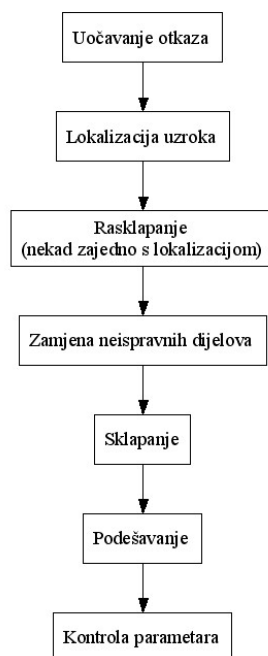 Uočavanje otkaza
Lokalizacija uzroka
Rasklapanje
(nekad zajedno s lokalizacijom)
Zamjena neispravnih dijelova
Sklapanje
Podešavanje
Kontrola parametara